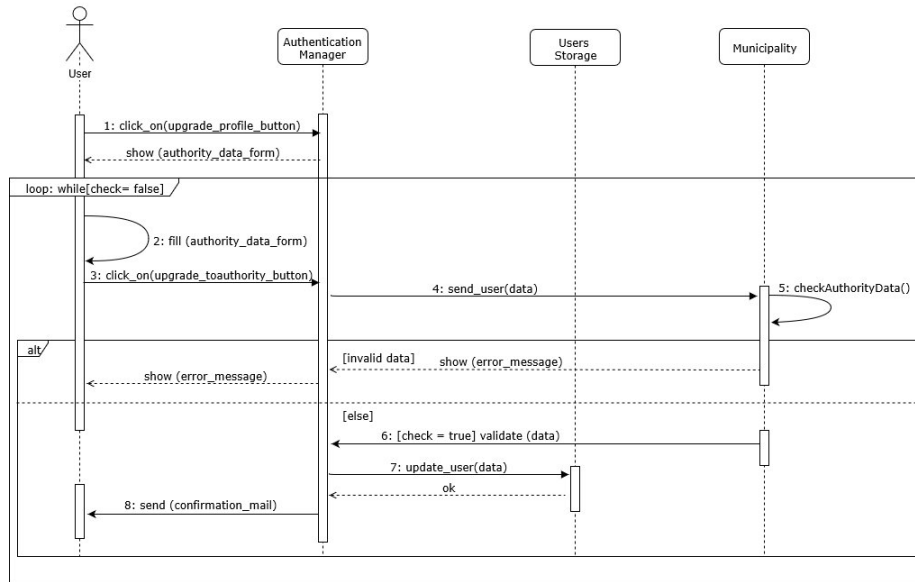 User
Authentication
Manager
Users
Storage
Municipality
1: click_on(upgrade_profile_button)
show (authority_data_form)
loop: while[check= false]
2: fill (authority_data_form)
3: click_on(upgrade_toauthority_button)
4: send_user(data)
5: checkAuthorityData()
alt
[invalid data]
show (error_message)
show (error_message)
[else]
6: [check = true] validate (data)
7: update_user(data)
ok
8: send (confirmation_mail)